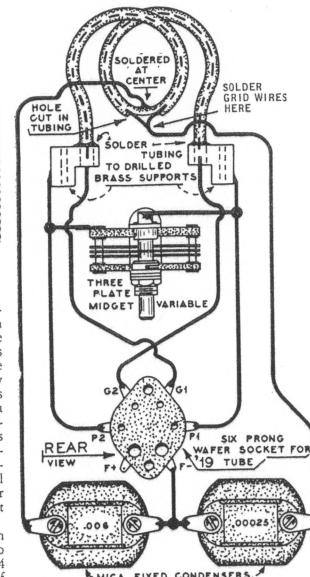 SOLDERED
AT
CENTER
SOLDER
GRID WIRES
HERE
HOLE
CUT IN
TUBING
SOLDER
TUBING
TO DRILLED
BRASS SUPPORTS
THREE
PLATE
MIDGET
VARIABLE
G2
G1
P2
P1
REAR
VIEW
F+
F-
SIX PRONG
WAFER SOCKET FOR
'19 TUBE
.006
.00025
MICA FIXED CONDENSERS